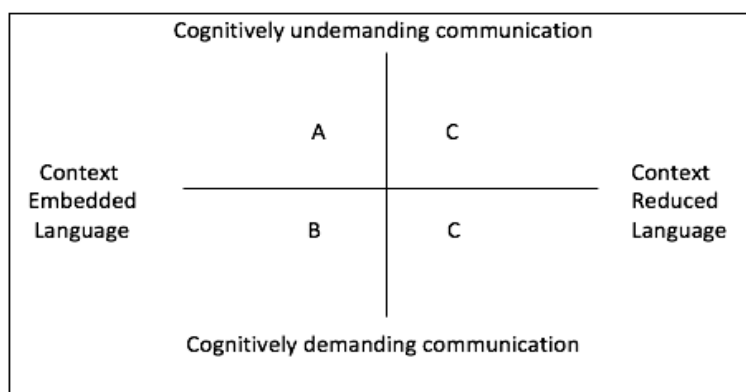 Cognitively undemanding communication
A C
Context
Embedded
Language
Context
Reduced
Language
B C
Cognitively demanding communication